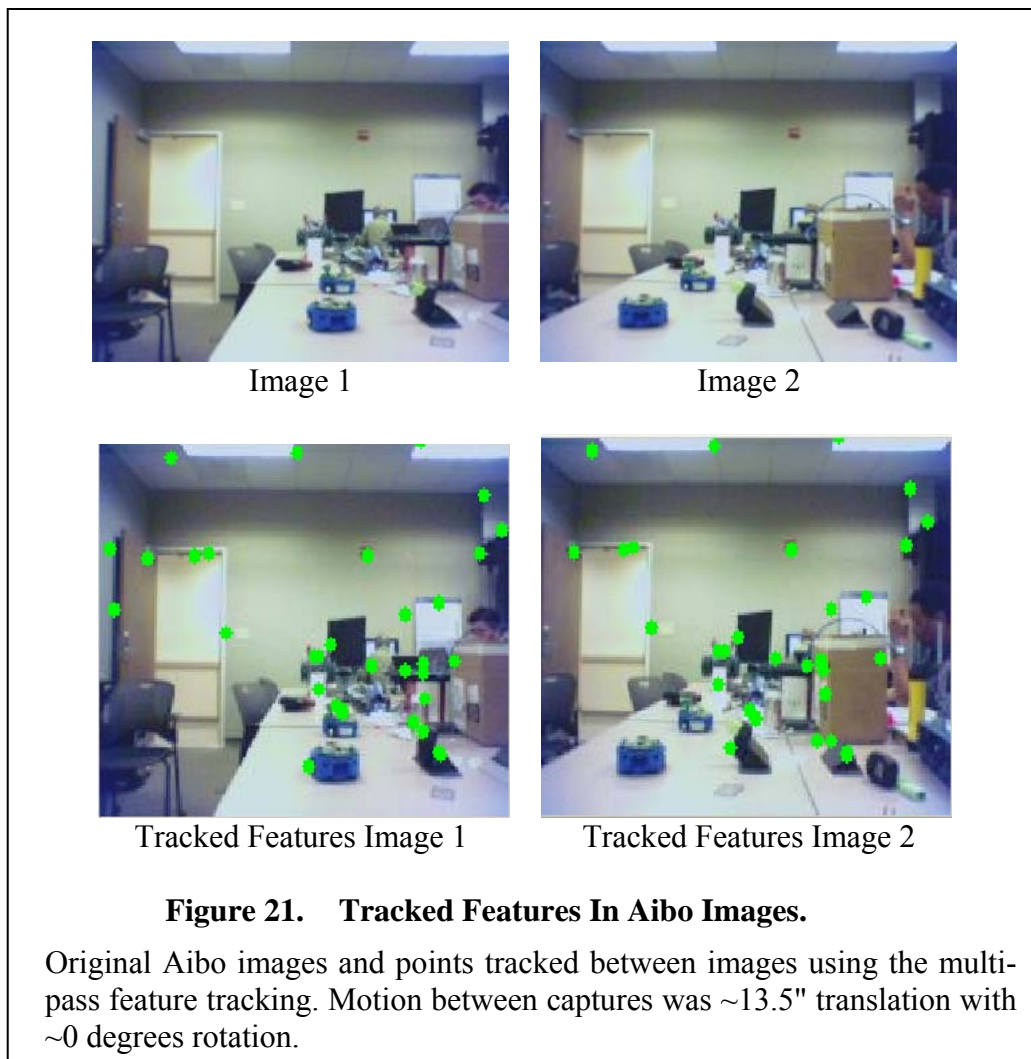 Image 1
Image 2
Tracked Features Image 1
Tracked Features Image 2
Figure 21. Tracked Features In Aibo Images.
Original Aibo images and points tracked between images using the multi-
pass feature tracking. Motion between captures was ~13.5" translation with
~0 degrees rotation.